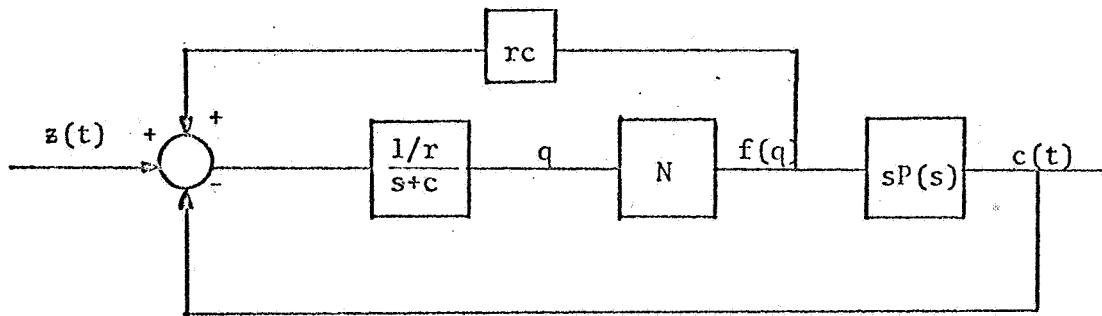 rc
+
z(t)
+
1/r
s+c
q
N
f(q)
sP(s)
c(t)
-